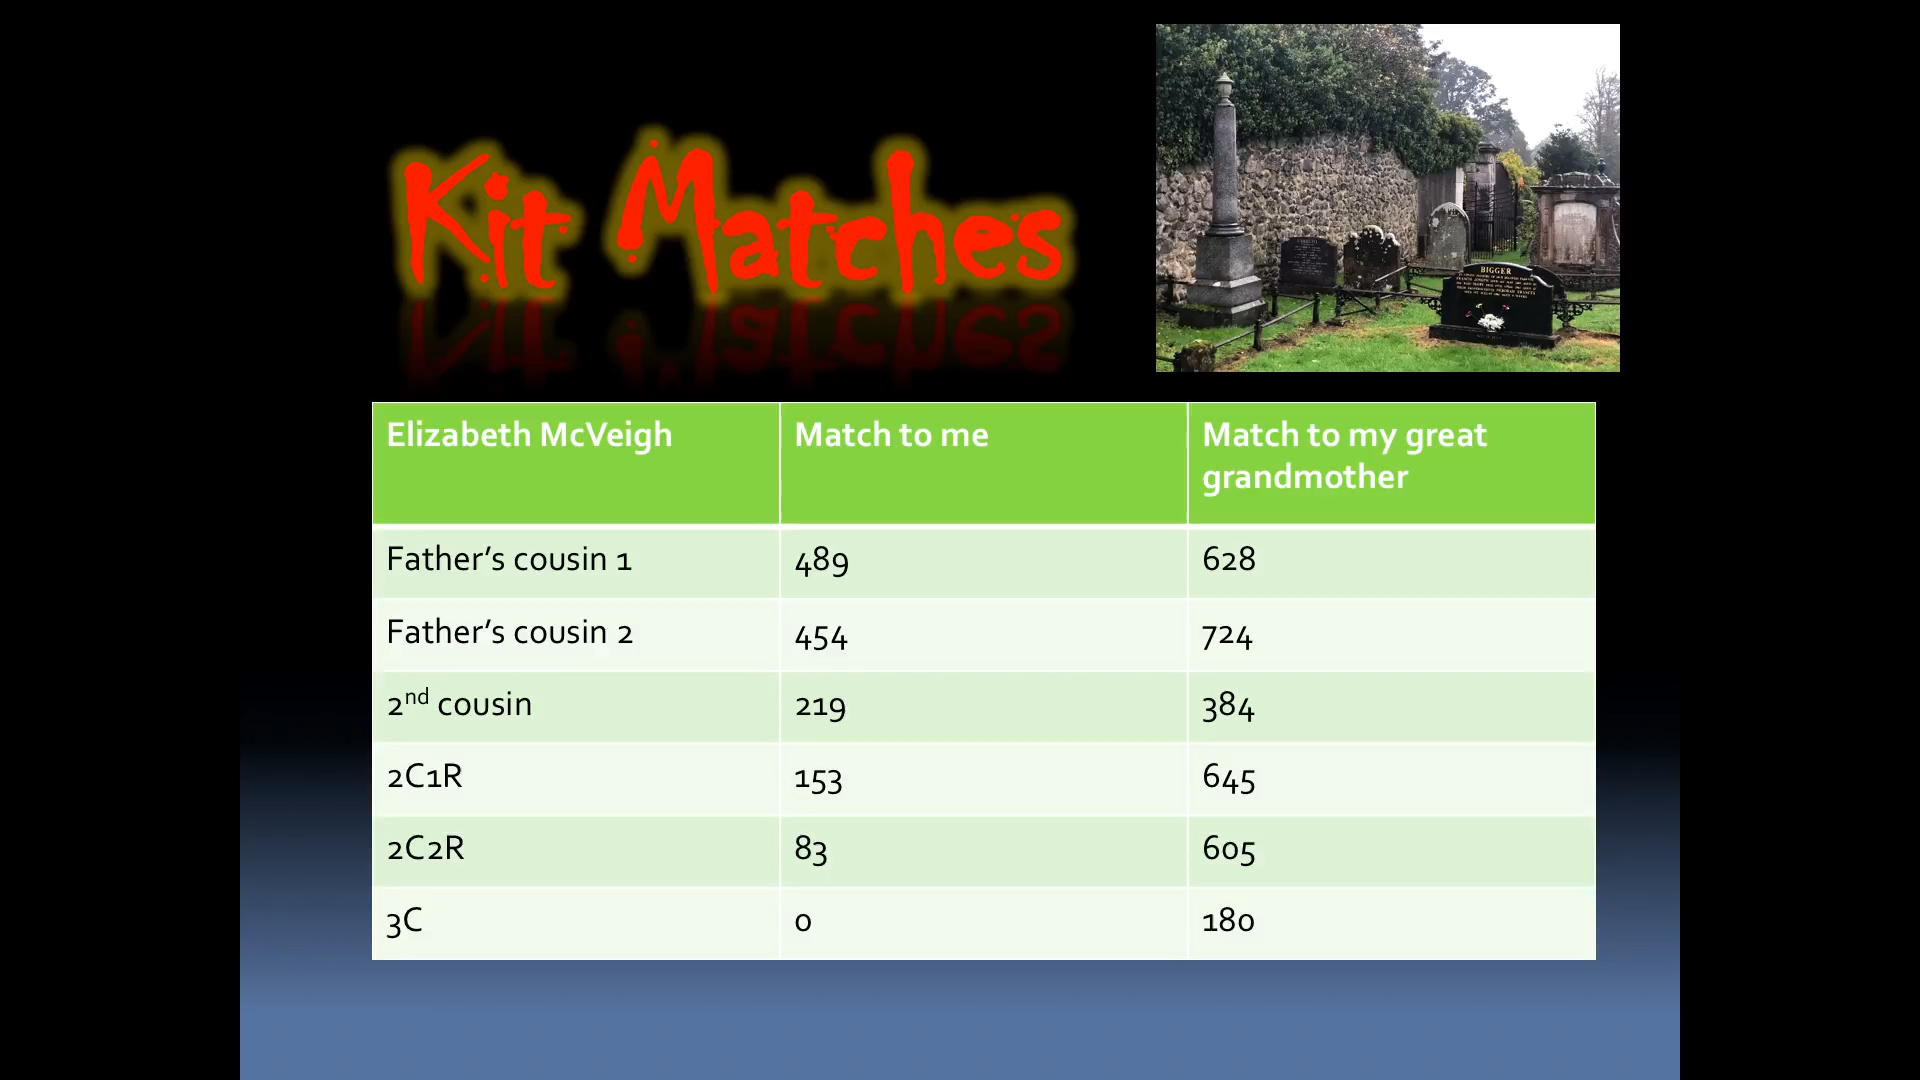 Kit Matches
BIGGER
Elizabeth McVeigh
Match to me
Match to my great
grandmother
Father's cousin 1
489
628
Father's cousin 2
454
724
2nd cousin
219
384
2C1R
153
645
2C2R
83
605
3C
0
180